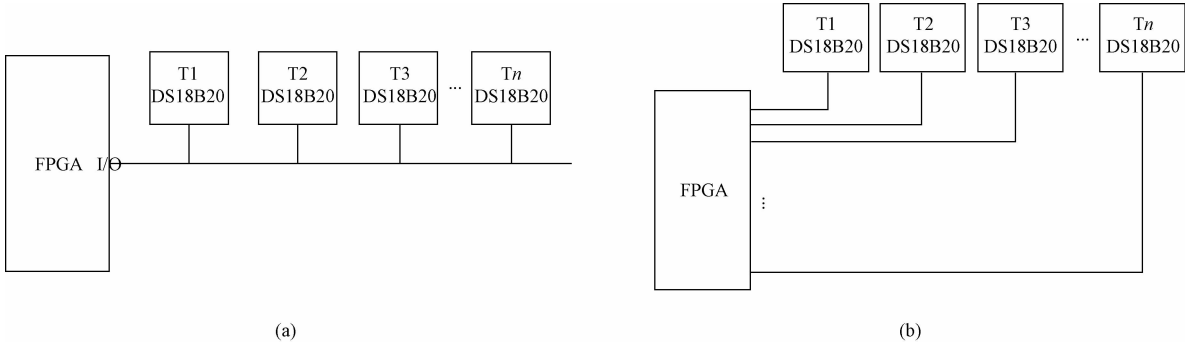 T1
DS18B20
T2
DS18B20
T3
DS18B20
...
Tn
DS18B20
FPGA I/O
(a)
T1
DS18B20
T2
DS18B20
T3
DS18B20
...
Tn
DS18B20
FPGA
...
(b)